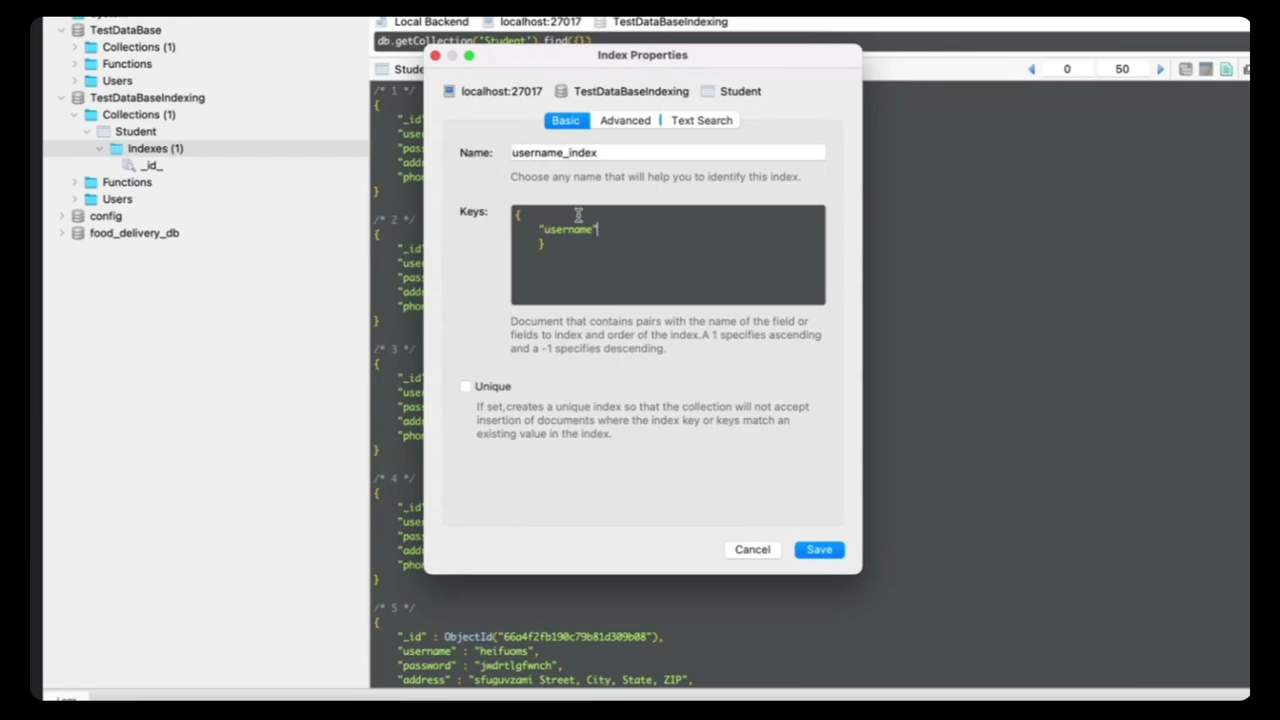 TestDataBase
Collections (1)
Functions
Users
TestDataBaseIndexing
Collections (1)
Student
Indexes (1)
_id_
Functions
Users
config
food_delivery_db
Local Backend localhost:27017 TestDataBaseIndexing
db.getCollection('Student').find({})
0 50
/* 1 */
{
"_id"
}
/* 2 */
{
}
/* 3 */
{
}
/* 4 */
{
}
/* 5 */
{
"_id" : ObjectId("66a4f2fb190c79b81d309b08"),
"username" : "heifuoms",
"password" : "jwdrtlgfwnch",
"address" : "sfuguvzami Street, City, State, ZIP",
Index Properties
localhost:27017 TestDataBaseIndexing Student
Basic Advanced Text Search
Name: username_index
Choose any name that will help you to identify this index.
Keys: {
"username"
}
Document that contains pairs with the name of the field or
fields to index and order of the index.A 1 specifies ascending
and a -1 specifies descending.
Unique
If set,creates a unique index so that the collection will not accept
insertion of documents where the index key or keys match an
existing value in the index.
Cancel Save